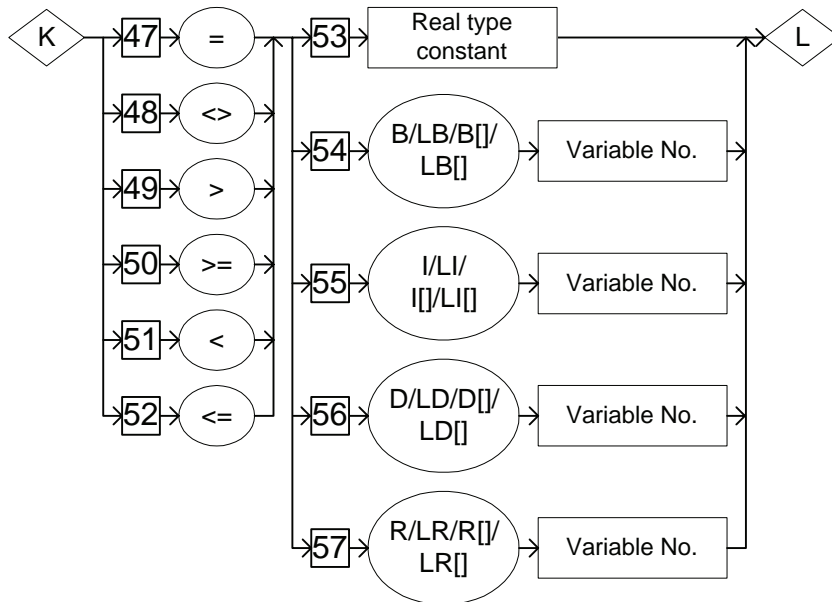 K
47
=
53
Real type
constant
L
48
<>
54
B/LB/B[]/
LB[]
Variable No.
49
>
50
>=
55
I/LI/
I[]/LI[]
Variable No.
51
<
52
<=
56
D/LD/D[]/
LD[]
Variable No.
57
R/LR/R[]/
LR[]
Variable No.